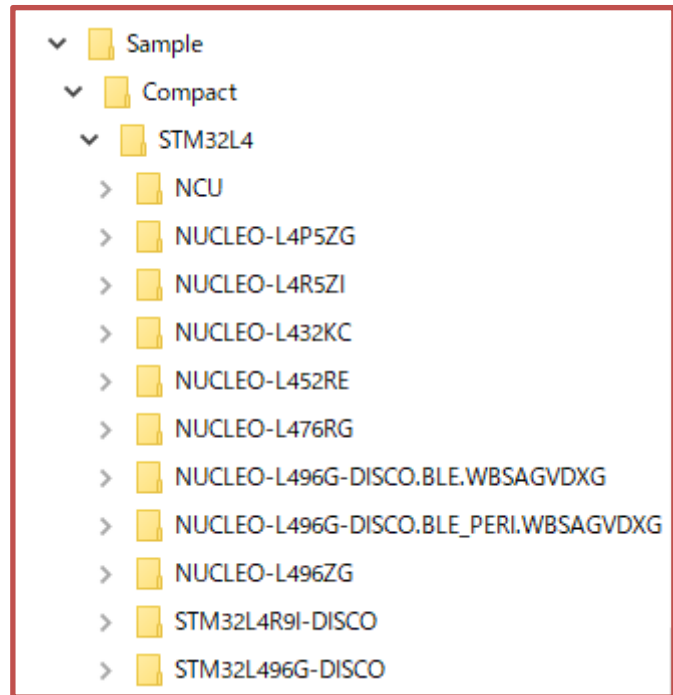 Sample
Compact
STM32L4
NCU
NUCLEO-L4P5ZG
NUCLEO-L4R5ZI
NUCLEO-L432KC
NUCLEO-L452RE
NUCLEO-L476RG
NUCLEO-L496G-DISCO.BLE.WBSAGVDXG
NUCLEO-L496G-DISCO.BLE_PERI.WBSAGVDXG
NUCLEO-L496ZG
STM32L4R9I-DISCO
STM32L496G-DISCO